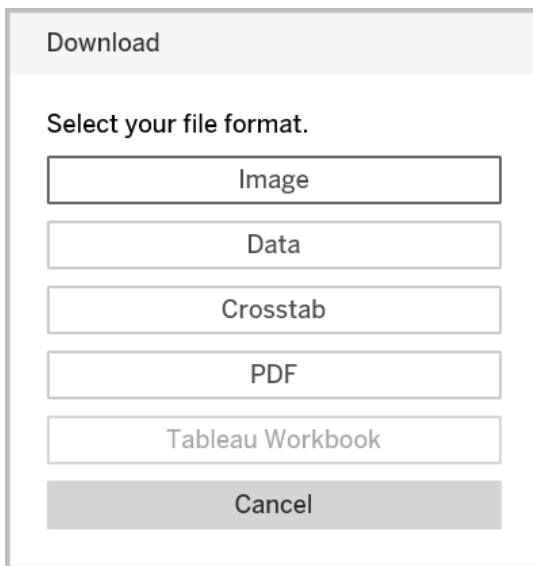 Download
Select your file format.
Image
Data
Crosstab
PDF
Tableau Workbook
Cancel